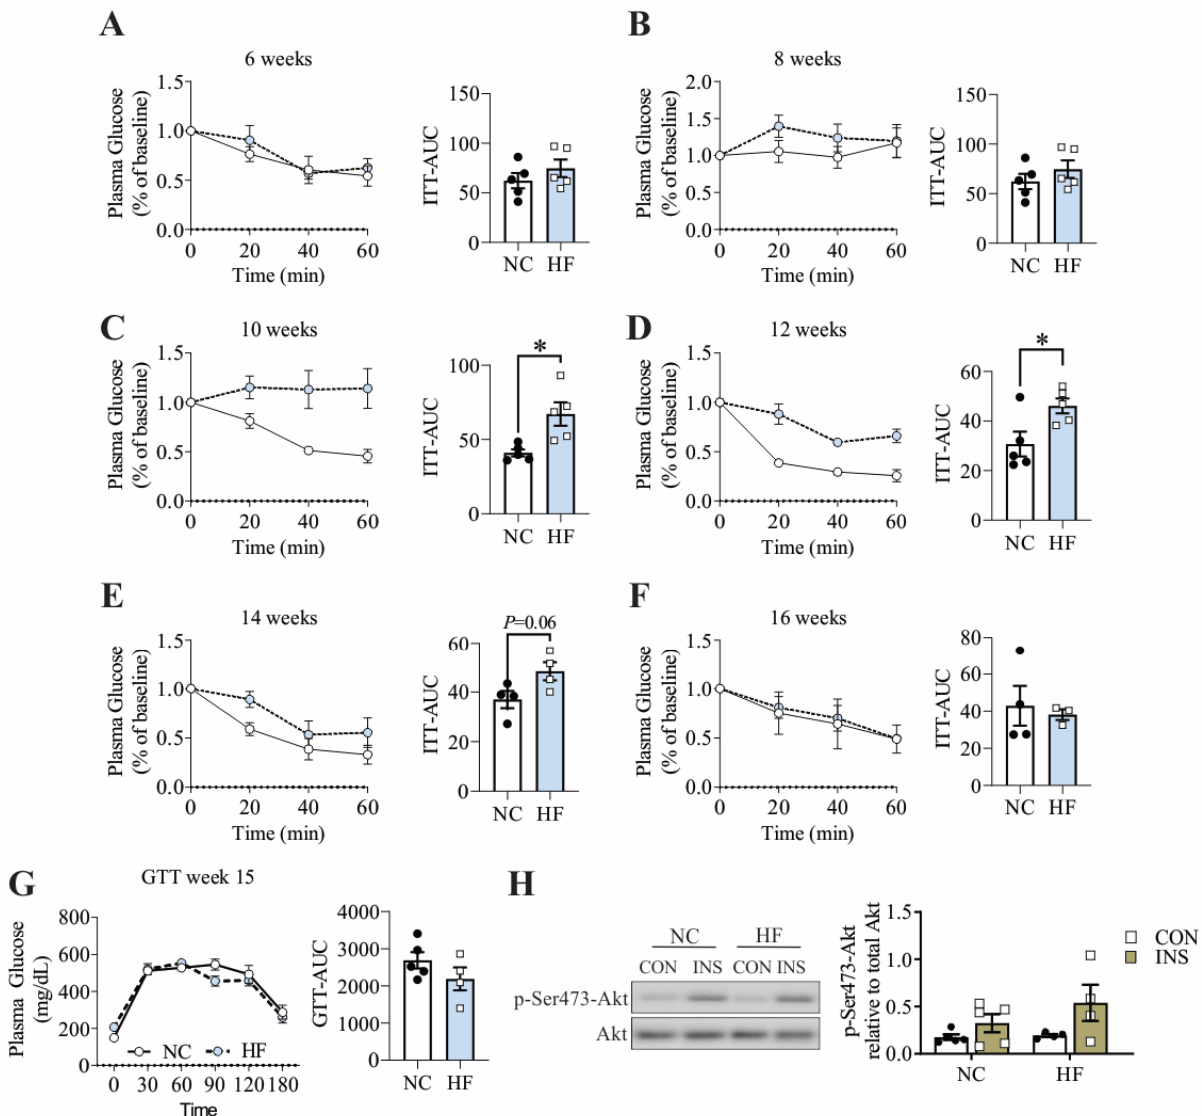 A
6 weeks
Plasma Glucose
(% of baseline)
1.5
1.0
0.5
0.0
0 20 40 60
Time (min)
ITT-AUC
150
100
50
0
NC HF
B
8 weeks
Plasma Glucose
(% of baseline)
2.0
1.5
1.0
1.5
0.0
0 20 40 60
Time (min)
ITT-AUC
150
100
50
0
NC HF
C
10 weeks
Plasma Glucose
(% of baseline)
1.5
1.0
0.5
0.0
0 20 40 60
Time (min)
ITT-AUC
100
50
0
*
NC HF
D
12 weeks
Plasma Glucose
(% of baseline)
1.5
1.0
0.5
0.0
0 20 40 60
Time (min)
ITT-AUC
60
40
20
0
*
NC HF
E
14 weeks
Plasma Glucose
(% of baseline)
1.5
1.0
0.5
0.0
0 20 40 60
Time (min)
ITT-AUC
60
40
20
0
P=0.06
NC HF
F
16 weeks
Plasma Glucose
(% of baseline)
1.5
1.0
0.5
0.0
0 20 40 60
Time (min)
ITT-AUC
80
60
40
20
0
NC HF
G
GTT week 15
Plasma Glucose
(mg/dL)
800
600
400
200
0
NC HF
0 30 60 90 120 180
Time
GTT-AUC
4000
3000
2000
1000
0
NC HF
H
NC HF
CON INS CON INS
p-Ser473-Akt
Akt
p-Ser473-Akt
relative to total Akt
1.5
1.0
0.5
0.0
NC HF
CON
INS